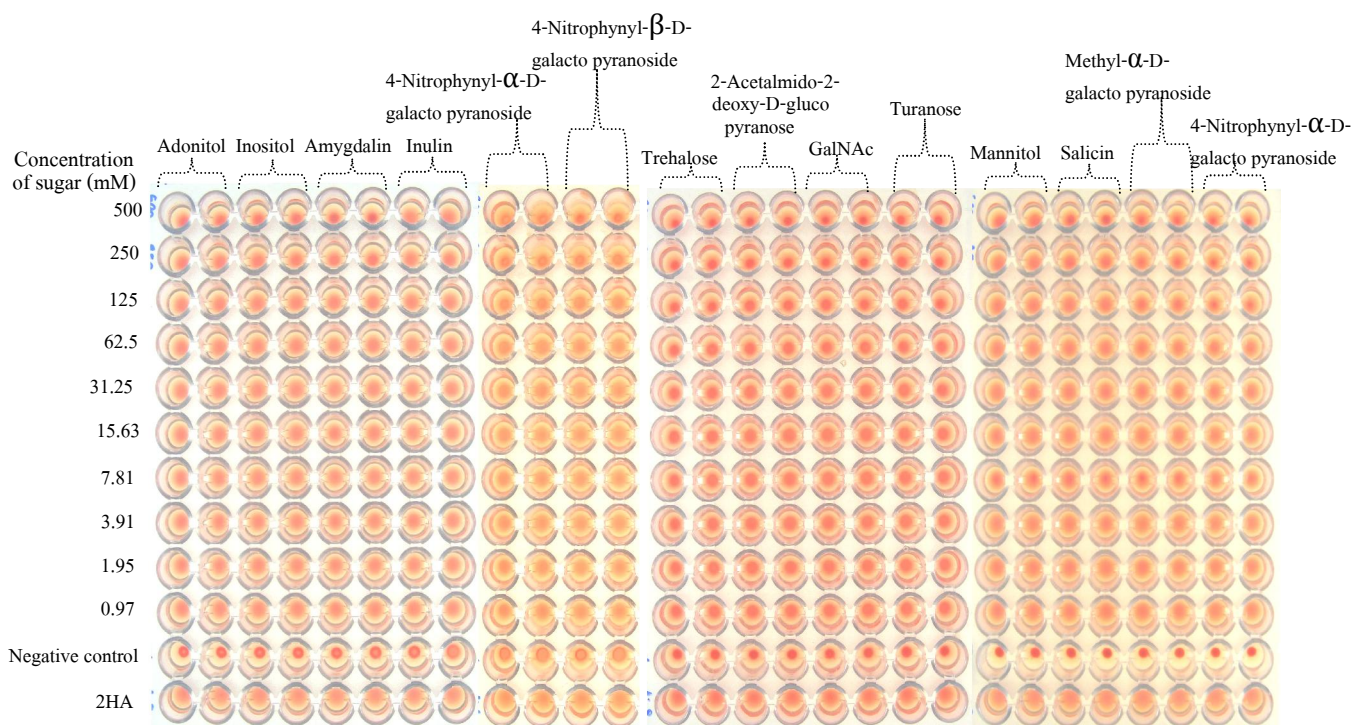 4-Nitrophynyl-β-D-
galacto pyranoside
4-Nitrophynyl-α-D-
galacto pyranoside
2-Acetalmido-2-
deoxy-D-gluco
pyranose
Methyl-α-D-
galacto pyranoside
4-Nitrophynyl-α-D-
galacto pyranoside
Adonitol Inositol Amygdalin Inulin
Trehalose
GalNAc
Turanose
Mannitol
Salicin
Concentration
of sugar (mM)
500
250
125
62.5
31.25
15.63
7.81
3.91
1.95
0.97
Negative control
2HA